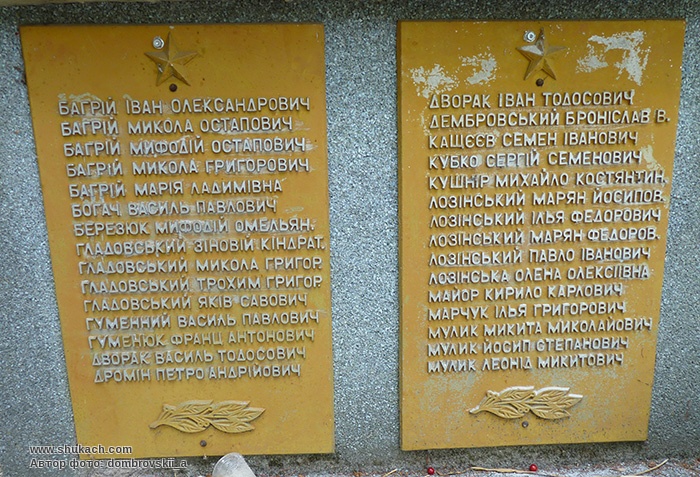 БАГРІЙ ІВАН ОЛЕКСАНДРОВИЧ
БАГРІЙ МИКОЛА ОСТАПОВИЧ
БАГРІЙ МИФОДІЙ ОСТАПОВИЧ
БАГРІЙ МИКОЛА ГРИГОРОВИЧ
БАГРІЙ МАРІЯ ЛАДИМІВНА
БОГАЧ ВАСИЛЬ ПАВЛОВИЧ
БЕРЕЗЮК МИФОДІЙ ОМЕЛЬЯН.
ГЛАДОВСЬКИЙ ЗІНОВІЙ КІНДРАТ.
ГЛАДОВСЬКИЙ МИКОЛА ГРИГОР.
ГЛАДОВСЬКИЙ ТРОХИМ ГРИГОР.
ГЛАДОВСЬКИЙ ЯКІВ САВОВИЧ
ГУМЕННИЙ ВАСИЛЬ ПАВЛОВИЧ
ГУМЕНЮК ФРАНЦ АНТОНОВИЧ
ДВОРАК ВАСИЛЬ ТОДОСОВИЧ
ДРОМІН ПЕТРО АНДРІЙОВИЧ
ДВОРАК ІВАН ТОДОСОВИЧ
ДЕМБРОВСЬКИЙ БРОНІСЛАВ В.
КАЩЄЄВ СЕМЕН ІВАНОВИЧ
КУБКО СЕРГІЙ СЕМЕНОВИЧ
КУШНІР МИХАЙЛО КОСТЯНТИН.
ЛОЗІНСЬКИЙ МАРЯН ЙОСИПОВ.
ЛОЗІНСЬКИЙ ІЛЬЯ ФЕДОРОВИЧ
ЛОЗІНСЬКИЙ МАРЯН ФЕДОРОВ.
ЛОЗІНСЬКИЙ ПАВЛО ІВАНОВИЧ
ЛОЗІНСЬКА ОЛЕНА ОЛЕКСІЇВНА
МАЙОР КИРИЛО КАРЛОВИЧ
МАРЧУК ІЛЬЯ ГРИГОРОВИЧ
МУЛИК МИКИТА МИКОЛАЙОВИЧ
МУЛИК ЙОСИП СТЕПАНОВИЧ
МУЛИК ЛЕОНІД МИКИТОВИЧ
www.shukach.com
Автор фото: dombrovskii_a